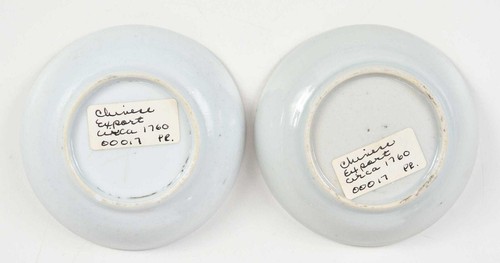 Chinese
Export
circa 1760
00017 PR.
Chinese
Export
circa 1760
00017 PR.